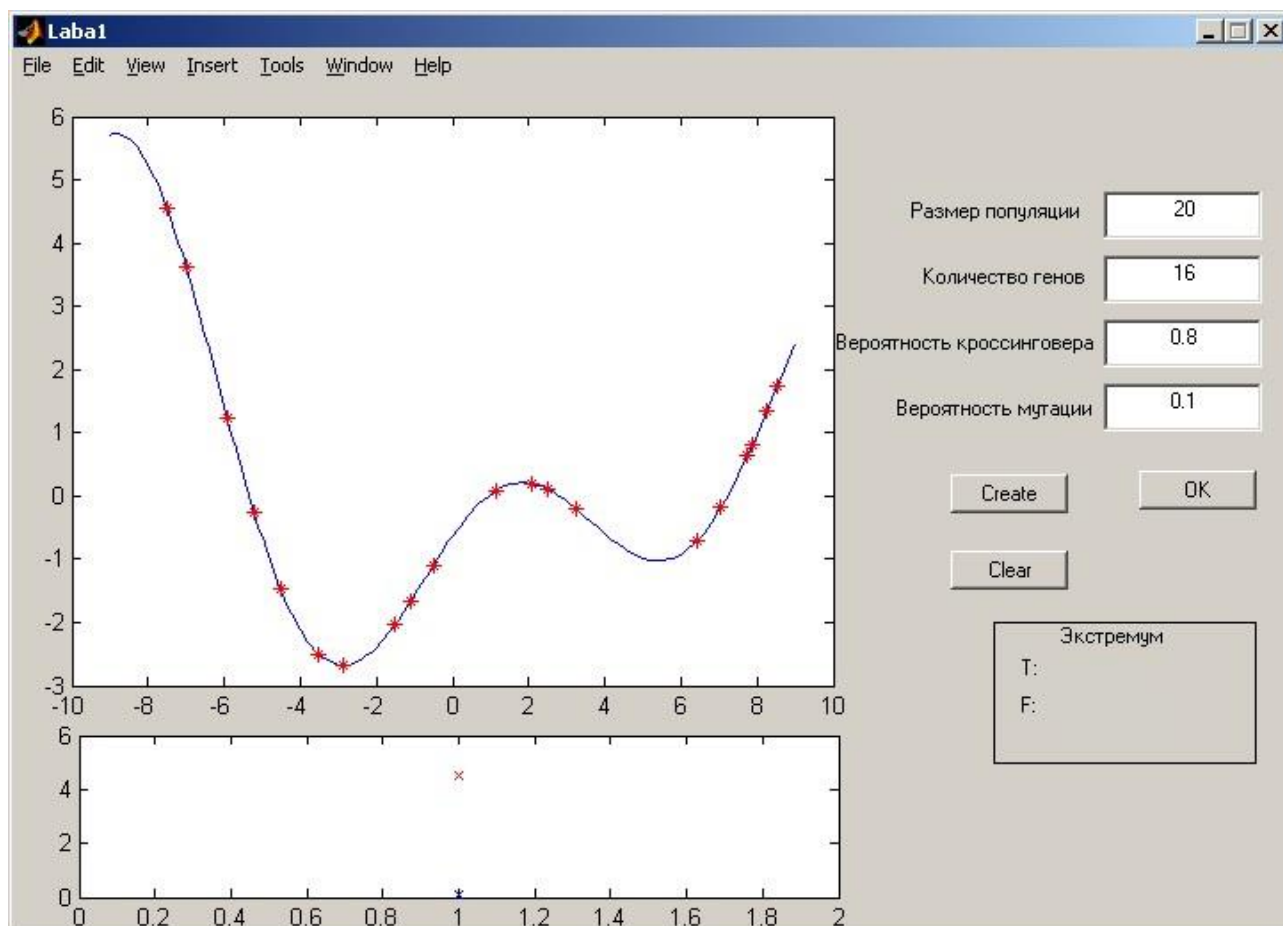 Laba1
File Edit View Insert Tools Window Help
6
5
4
3
2
1
0
-1
-2
-3
-10 -8 -6 -4 -2 0 2 4 6 8 10
6
4
2
0
0 0.2 0.4 0.6 0.8 1 1.2 1.4 1.6 1.8 2
Размер популяции 20
Количество генов 16
Вероятность кроссинговера 0.8
Вероятность мутации 0.1
Create OK
Clear
Экстремум
T:
F: